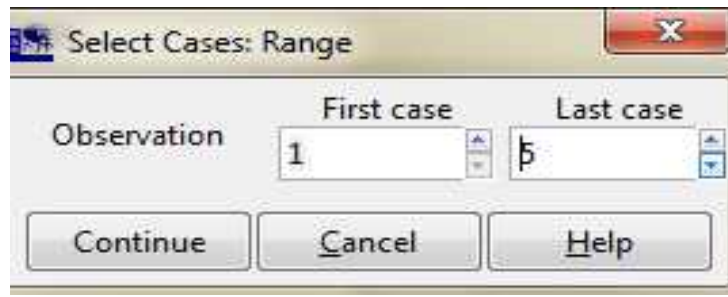 Select Cases: Range
First case Last case
Observation 1 5
Continue Cancel Help